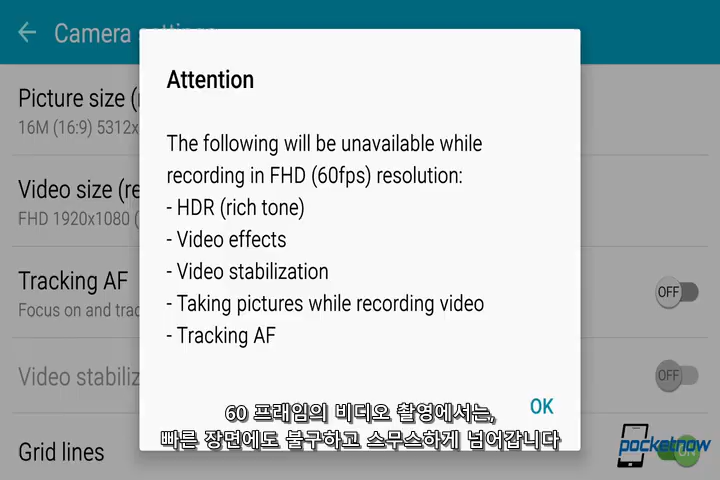 Camera settings
Attention
Picture size (
16M (16:9) 5312x
The following will be unavailable while
recording in FHD (60fps) resolution:
- HDR (rich tone)
- Video effects
- Video stabilization
- Taking pictures while recording video
- Tracking AF
Video size (re
FHD 1920x1080 (
Tracking AF
Focus on and trac
OFF
Video stabiliz
OFF
OK
60 프래임의 비디오 촬영에서는,
빠른 장면에도 불구하고 스무스하게 넘어갑니다
Grid lines
ON
pocketnow